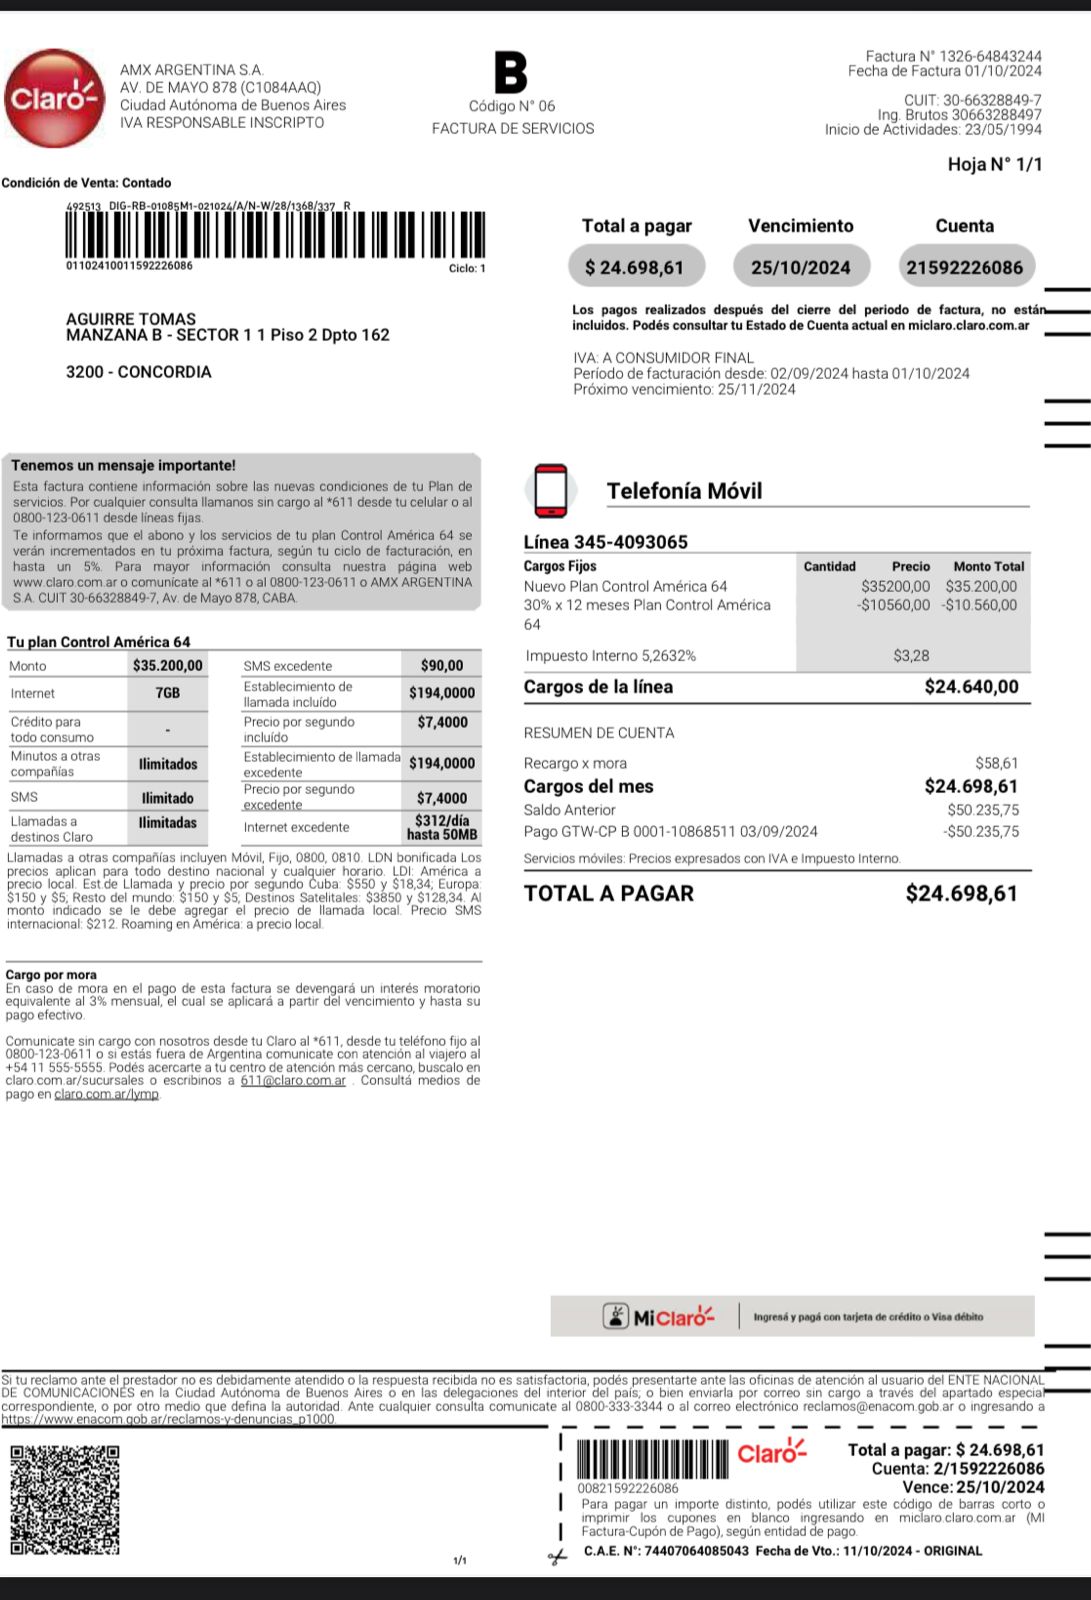 Claro-
AMX ARGENTINA S.A.
AV. DE MAYO 878 (C1084AAQ)
Ciudad Autónoma de Buenos Aires
IVA RESPONSABLE INSCRIPTO
B
Código N° 06
FACTURA DE SERVICIOS
Factura N° 1326-64843244
Fecha de Factura 01/10/2024
CUIT: 30-66328849-7
Ing. Brutos 30663288497
Inicio de Actividades: 23/05/1994
Hoja N° 1/1
Condición de Venta: Contado
492513 DIG-RB-01085M1-021024/A/N-W/28/1368/337 R
01102410011592226086
Ciclo: 1
AGUIRRE TOMAS
MANZANA B - SECTOR 1 1 Piso 2 Dpto 162
3200 - CONCORDIA
Total a pagar Vencimiento Cuenta
$ 24.698,61 25/10/2024 21592226086
Los pagos realizados después del cierre del periodo de factura, no están
incluidos. Podés consultar tu Estado de Cuenta actual en miclaro.claro.com.ar
IVA: A CONSUMIDOR FINAL
Período de facturación desde: 02/09/2024 hasta 01/10/2024
Próximo vencimiento: 25/11/2024
Tenemos un mensaje importante!
Esta factura contiene información sobre las nuevas condiciones de tu Plan de
servicios. Por cualquier consulta llamanos sin cargo al *611 desde tu celular o al
0800-123-0611 desde líneas fijas.
Te informamos que el abono y los servicios de tu plan Control América 64 se
verán incrementados en tu próxima factura, según tu ciclo de facturación, en
hasta un 5%. Para mayor información consulta nuestra página web
www.claro.com.ar o comunícate al *611 o al 0800-123-0611 o AMX ARGENTINA
S.A. CUIT 30-66328849-7, Av. de Mayo 878, CABA.
Tu plan Control América 64
Monto $35.200,00 SMS excedente $90,00
Internet 7GB Establecimiento de
llamada incluído $194,0000
Crédito para
todo consumo - Precio por segundo
incluído $7,4000
Minutos a otras
compañías Ilimitados Establecimiento de llamada
excedente $194,0000
SMS Ilimitado Precio por segundo
excedente $7,4000
Llamadas a
destinos Claro Ilimitadas Internet excedente $312/día
hasta 50MB
Llamadas a otras compañías incluyen Móvil, Fijo, 0800, 0810. LDN bonificada Los
precios aplican para todo destino nacional y cualquier horario. LDI: América a
precio local. Est.de Llamada y precio por segundo Cuba: $550 y $18,34; Europa:
$150 y $5; Resto del mundo: $150 y $5; Destinos Satelitales: $3850 y $128,34. Al
monto indicado se le debe agregar el precio de llamada local. Precio SMS
internacional: $212. Roaming en América: a precio local.
Cargo por mora
En caso de mora en el pago de esta factura se devengará un interés moratorio
equivalente al 3% mensual, el cual se aplicará a partir del vencimiento y hasta su
pago efectivo.
Comunicate sin cargo con nosotros desde tu Claro al *611, desde tu teléfono fijo al
0800-123-0611 o si estás fuera de Argentina comunicate con atención al viajero al
+54 11 555-5555. Podés acercarte a tu centro de atención más cercano, buscalo en
claro.com.ar/sucursales o escribinos a 611@claro.com.ar . Consultá medios de
pago en claro.com.ar/lymp.
Telefonía Móvil
Línea 345-4093065
Cargos Fijos Cantidad Precio Monto Total
Nuevo Plan Control América 64 $35200,00 $35.200,00
30% x 12 meses Plan Control América -$10560,00 -$10.560,00
64
Impuesto Interno 5,2632% $3,28
Cargos de la línea $24.640,00
RESUMEN DE CUENTA
Recargo x mora $58,61
Cargos del mes $24.698,61
Saldo Anterior $50.235,75
Pago GTW-CP B 0001-10868511 03/09/2024 -$50.235,75
Servicios móviles: Precios expresados con IVA e Impuesto Interno.
TOTAL A PAGAR $24.698,61
MiClaro- Ingresá y pagá con tarjeta de crédito o Visa débito
Si tu reclamo ante el prestador no es debidamente atendido o la respuesta recibida no es satisfactoria, podés presentarte ante las oficinas de atención al usuario del ENTE NACIONAL
DE COMUNICACIONES en la Ciudad Autónoma de Buenos Aires o en las delegaciones del interior del país; o bien enviarla por correo sin cargo a través del apartado especial
correspondiente, o por otro medio que defina la autoridad. Ante cualquier consulta comunicate al 0800-333-3344 o al correo electrónico reclamos@enacom.gob.ar o ingresando a
https://www.enacom.gob.ar/reclamos-y-denuncias_p1000.
1/1
Claro-
00821592226086
Total a pagar: $ 24.698,61
Cuenta: 2/1592226086
Vence: 25/10/2024
Para pagar un importe distinto, podés utilizar este código de barras corto o
imprimir los cupones en blanco ingresando en miclaro.claro.com.ar (MI
Factura-Cupón de Pago), según entidad de pago.
C.A.E. N°: 74407064085043 Fecha de Vto.: 11/10/2024 - ORIGINAL